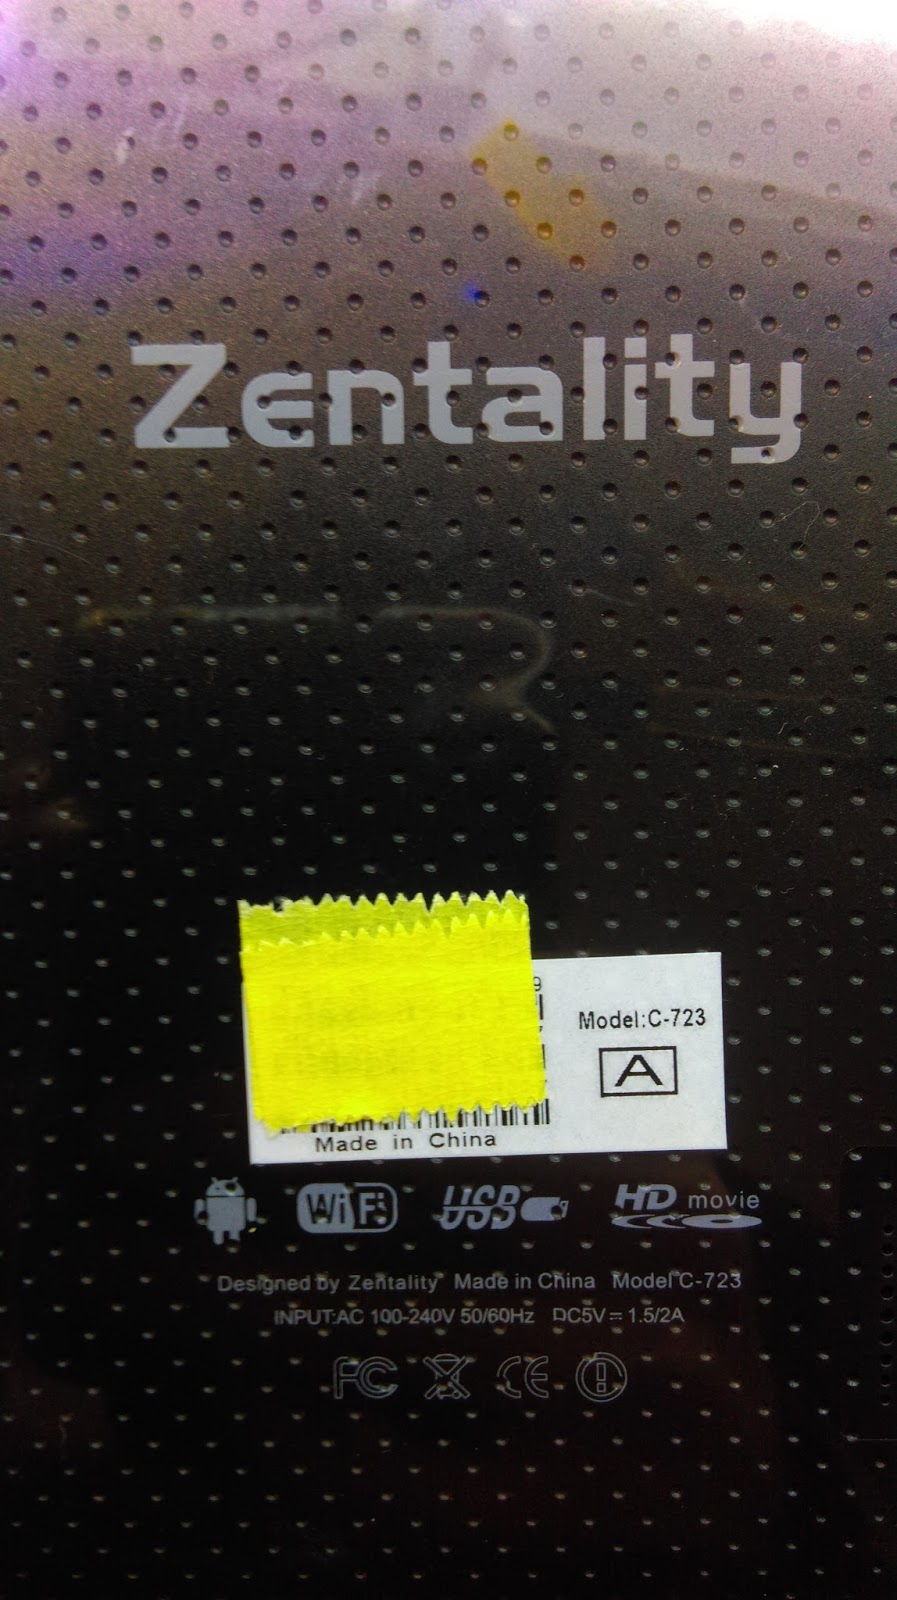 Zentality
9
Model:C-723
A
Made in China
WiFi USB HD movie
Designed by Zentality Made in China Model C-723
INPUT:AC 100-240V 50/60Hz DC5V=1.5/2A
FC CE